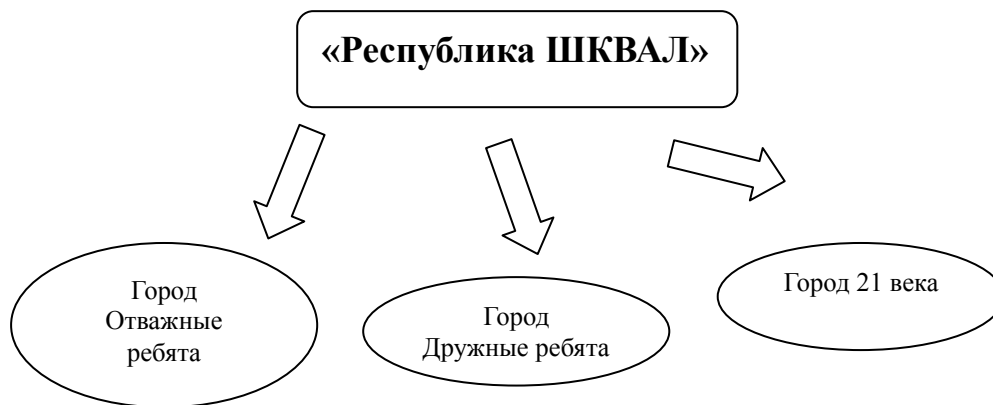 «Республика ШКВАЛ»
Город
Отважные
ребята
Город
Дружные ребята
Город 21 века